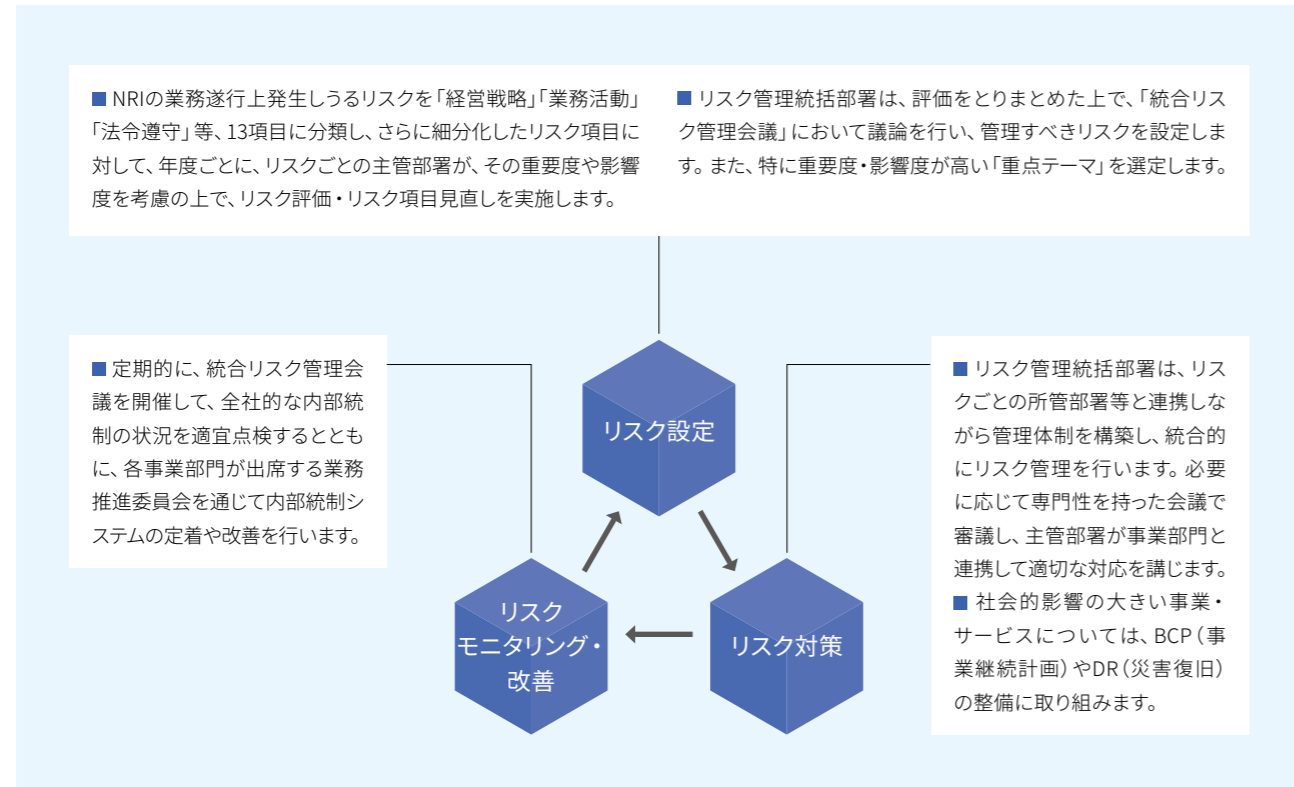 ■ NRIの業務遂行上発生しうるリスクを「経営戦略」「業務活動」
「法令遵守」等、13項目に分類し、さらに細分化したリスク項目に
対して、年度ごとに、リスクごとの主管部署が、その重要度や影響
度を考慮の上で、リスク評価・リスク項目見直しを実施します。
■ リスク管理統括部署は、評価をとりまとめた上で、「統合リス
ク管理会議」において議論を行い、管理すべきリスクを設定しま
す。また、特に重要度・影響度が高い「重点テーマ」を選定します。
■ 定期的に、統合リスク管理会
議を開催して、全社的な内部統
制の状況を適宜点検するととも
に、各事業部門が出席する業務
推進委員会を通じて内部統制シ
ステムの定着や改善を行います。
リスク設定
リスク
モニタリング・
改善
リスク対策
■ リスク管理統括部署は、リス
クごとの所管部署等と連携しな
がら管理体制を構築し、統合的
にリスク管理を行います。必要
に応じて専門性を持った会議で
審議し、主管部署が事業部門と
連携して適切な対応を講じます。
■ 社会的影響の大きい事業・
サービスについては、BCP（事
業継続計画）やDR（災害復旧）
の整備に取り組みます。